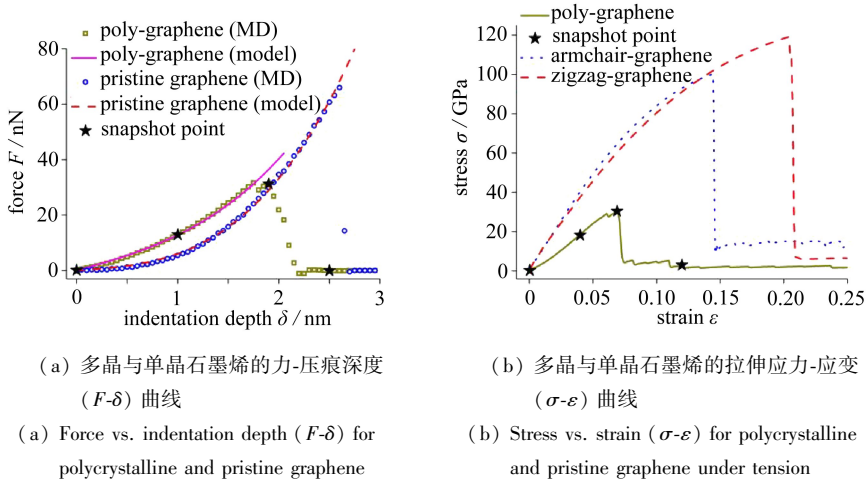 poly-graphene (MD)
poly-graphene (model)
pristine graphene (MD)
pristine graphene (model)
snapshot point
80
60
40
20
0
force F / nN
0
1
2
3
indentation depth δ / nm
poly-graphene
snapshot point
armchair-graphene
zigzag-graphene
120
100
80
60
40
20
0
stress σ / GPa
0
0.05
0.10
0.15
0.20
0.25
strain ε
(a) 多晶与单晶石墨烯的力-压痕深度
(F-δ) 曲线
(a) Force vs. indentation depth (F-δ) for
polycrystalline and pristine graphene
(b) 多晶与单晶石墨烯的拉伸应力-应变
(σ-ε) 曲线
(b) Stress vs. strain (σ-ε) for polycrystalline
and pristine graphene under tension